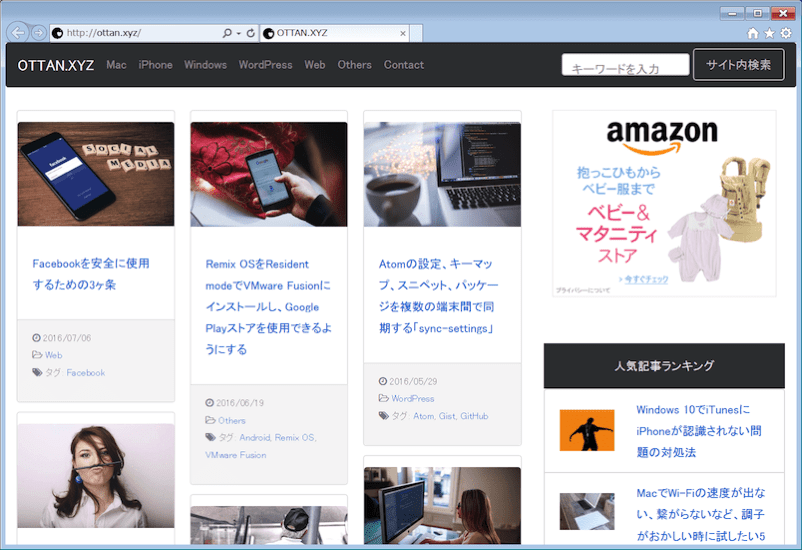 http://ottan.xyz/
OTTAN.XYZ
OTTAN.XYZ
Mac
iPhone
Windows
WordPress
Web
Others
Contact
キーワードを入力
サイト内検索
SOCIAL
MEDIA
facebook
Facebookを安全に使用
するための3ヶ条
2016/07/06
Web
タグ: Facebook
Google
Remix OSをResident
modeでVMware Fusionに
インストールし、Google
Playストアを使用できるよ
うにする
2016/06/19
Others
タグ: Android, Remix OS,
VMware Fusion
Atomの設定、キーマッ
プ、スニペット、パッケー
ジを複数の端末間で同
期する「sync-settings」
2016/05/29
WordPress
タグ: Atom, Gist, GitHub
amazon
抱っこひもから
ベビー服まで
ベビー&
マタニティ
ストア
今すぐチェック
プライバシーについて
人気記事ランキング
Windows 10でiTunesに
iPhoneが認識されない問
題の対処法
MacでWi-Fiの速度が出な
い、繋がらないなど、調子
がおかしい時に試したい5